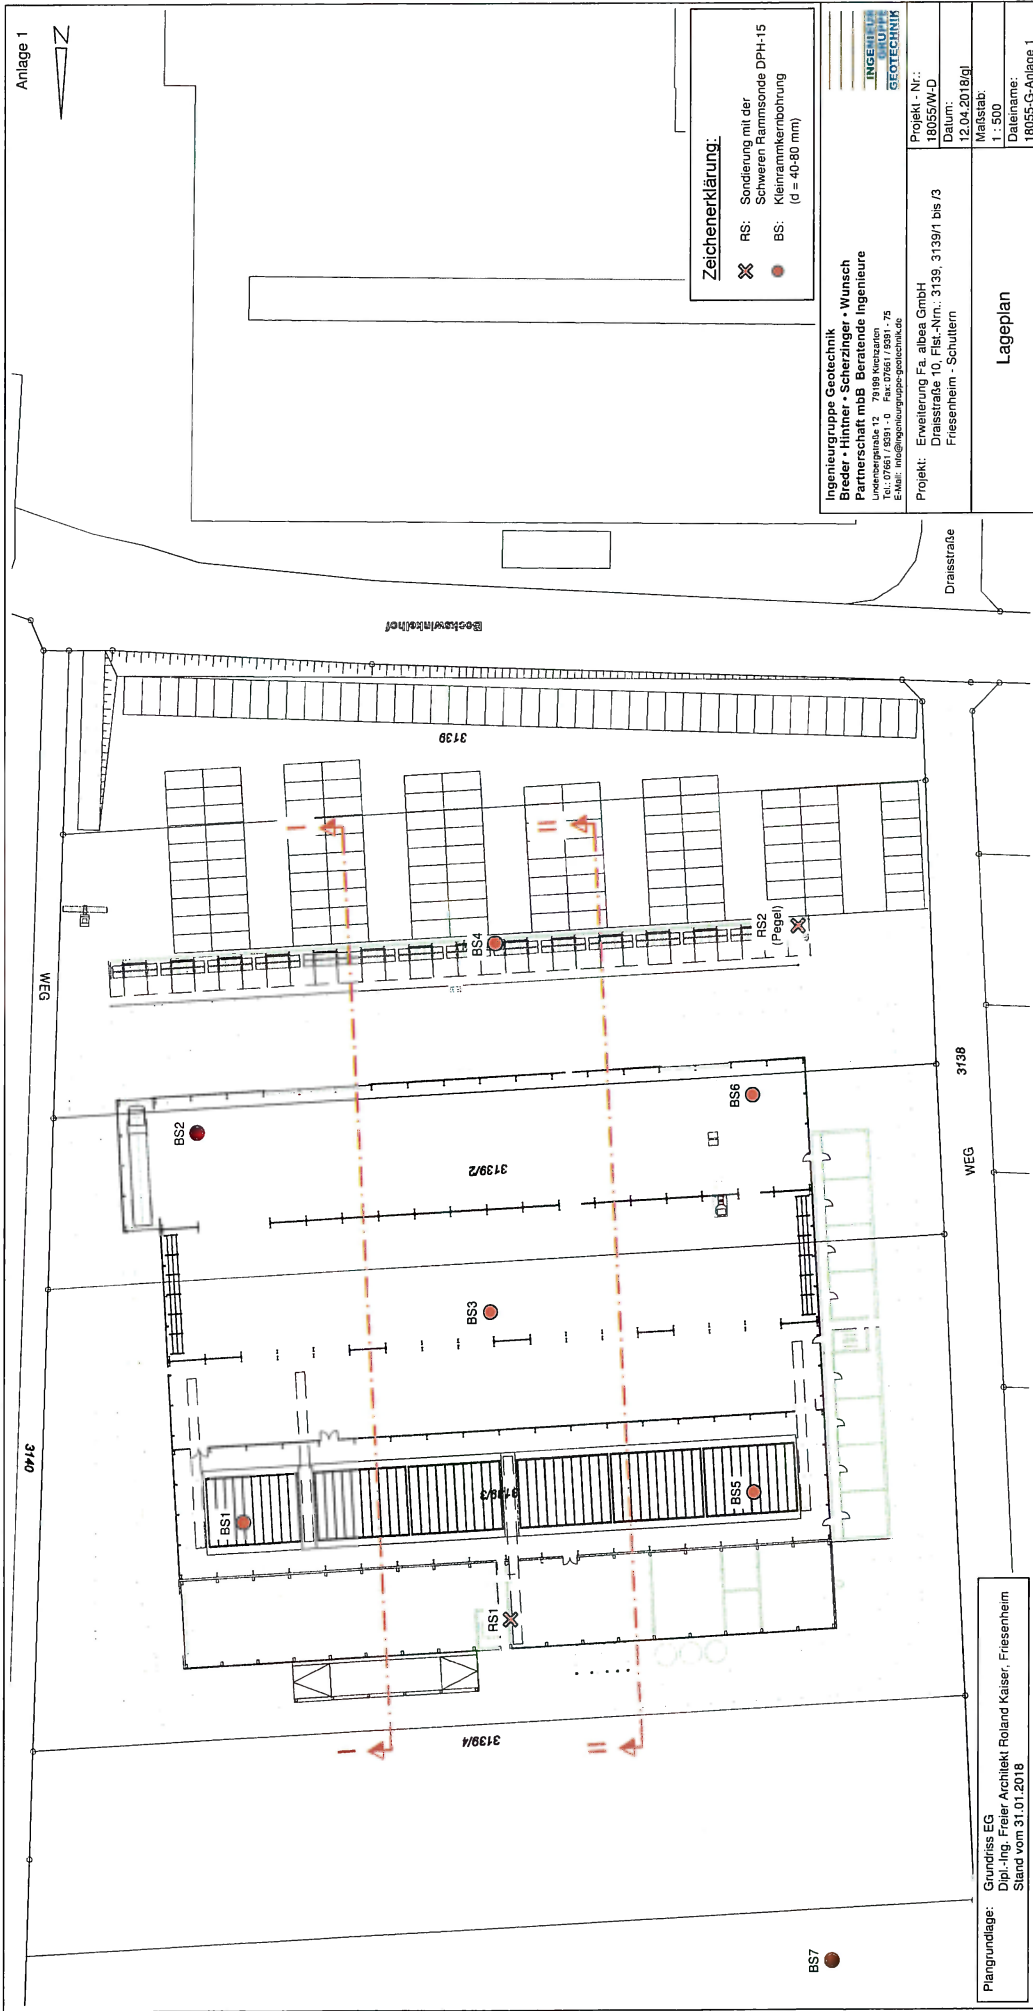 Anlage 1
N
Zeichenerklärung:
RS: Sondierung mit der
Schweren Rammsonde DPH-15
BS: Kleinrammkernbohrung
(d = 40-80 mm)
Ingenieurgruppe Geotechnik
Breder • Hintner • Scherzinger • Wunsch
Partnerschaft mbB Beratende Ingenieure
Lindenbergstraße 12 79199 Kirchzarten
Tel.: 07661 / 9391 - 0 Fax: 07661 / 9391 - 75
E-Mail: info@ingenieurgruppe-geotechnik.de
INGENIEUR
GRUPPE
GEOTECHNIK
Projekt: Erweiterung Fa. albea GmbH
Draisstraße 10, Flst.-Nrn.: 3139, 3139/1 bis /3
Friesenheim - Schuttern
Projekt - Nr.:
18055/W-D
Datum:
12.04.2018/gl
Maßstab:
1 : 500
Dateiname:
18055-G-Anlage 1
Lageplan
Draisstraße
Bockswinkelhof
3139
I
II
WEG
BS4
RS2
(Pegel)
3138
BS2
BS6
3139/2
WEG
BS3
3140
BS1
3139/3
BS5
RS1
I
3139/4
II
BS7
Plangrundlage: Grundriss EG
Dipl.-Ing. Freier Architekt Roland Kaiser, Friesenheim
Stand vom 31.01.2018